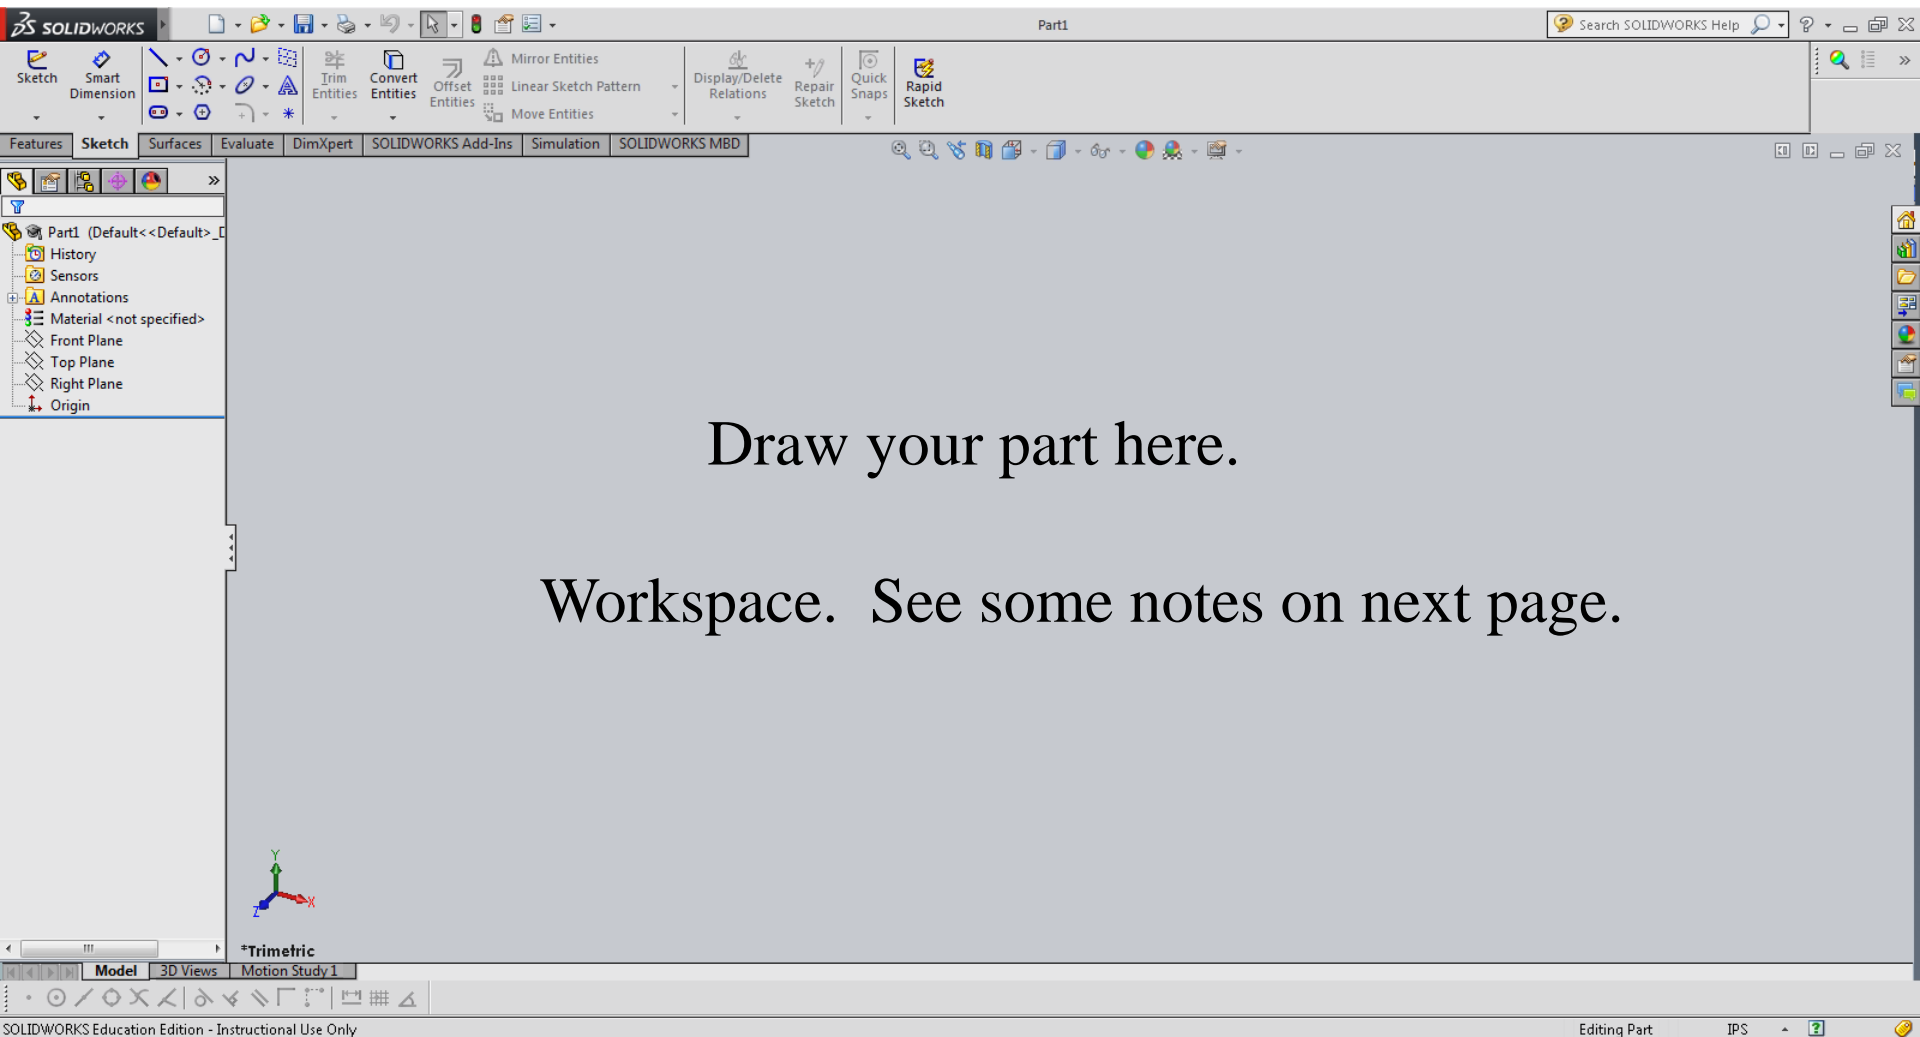 SOLIDWORKS
Part1
Search SOLIDWORKS Help
Sketch
Smart
Dimension
Trim
Entities
Convert
Entities
Offset
Entities
Mirror Entities
Linear Sketch Pattern
Move Entities
Display/Delete
Relations
Repair
Sketch
Quick
Snaps
Rapid
Sketch
Features Sketch Surfaces Evaluate DimXpert SOLIDWORKS Add-Ins Simulation SOLIDWORKS MBD
Part1 (Default<<Default>_D
History
Sensors
A Annotations
Material <not specified>
Front Plane
Top Plane
Right Plane
Origin
Draw your part here.
Workspace. See some notes on next page.
Y
X
Z
*Trimetric
Model 3D Views Motion Study 1
SOLIDWORKS Education Edition - Instructional Use Only
Editing Part IPS